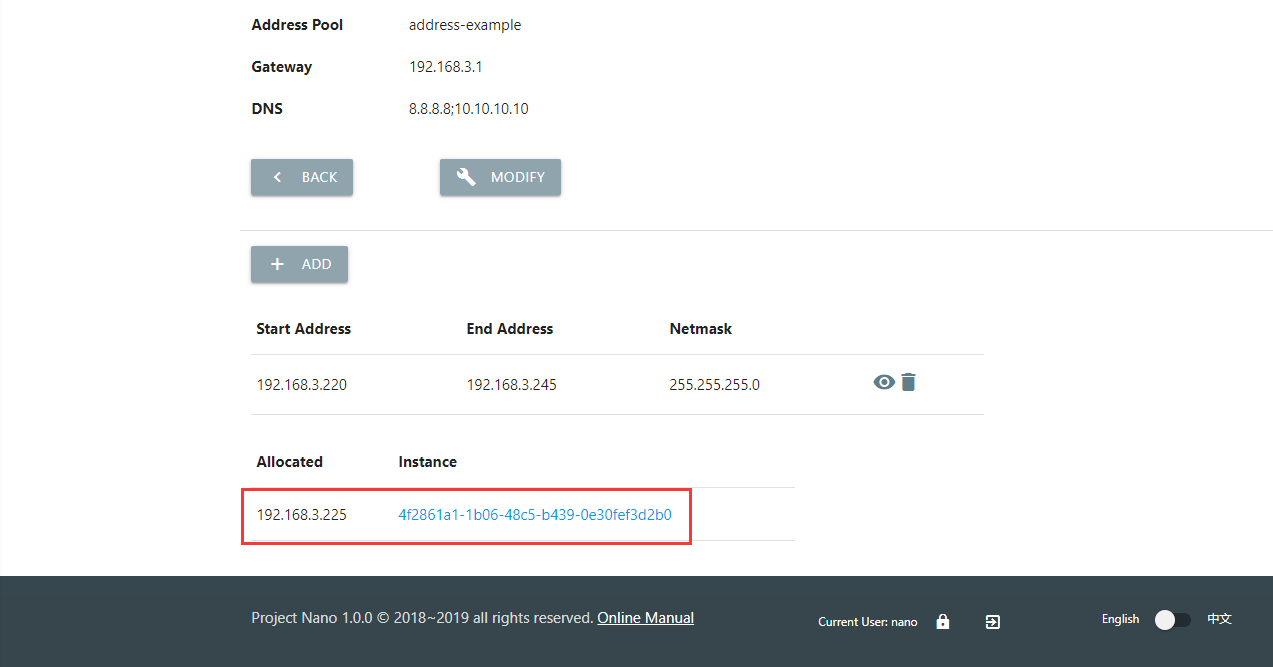 Address Pool address-example
Gateway 192.168.3.1
DNS 8.8.8.8;10.10.10.10
BACK MODIFY
ADD
Start Address End Address Netmask
192.168.3.220 192.168.3.245 255.255.255.0
Allocated Instance
192.168.3.225 4f2861a1-1b06-48c5-b439-0e30fef3d2b0
Project Nano 1.0.0 © 2018~2019 all rights reserved. Online Manual Current User: nano English 中文